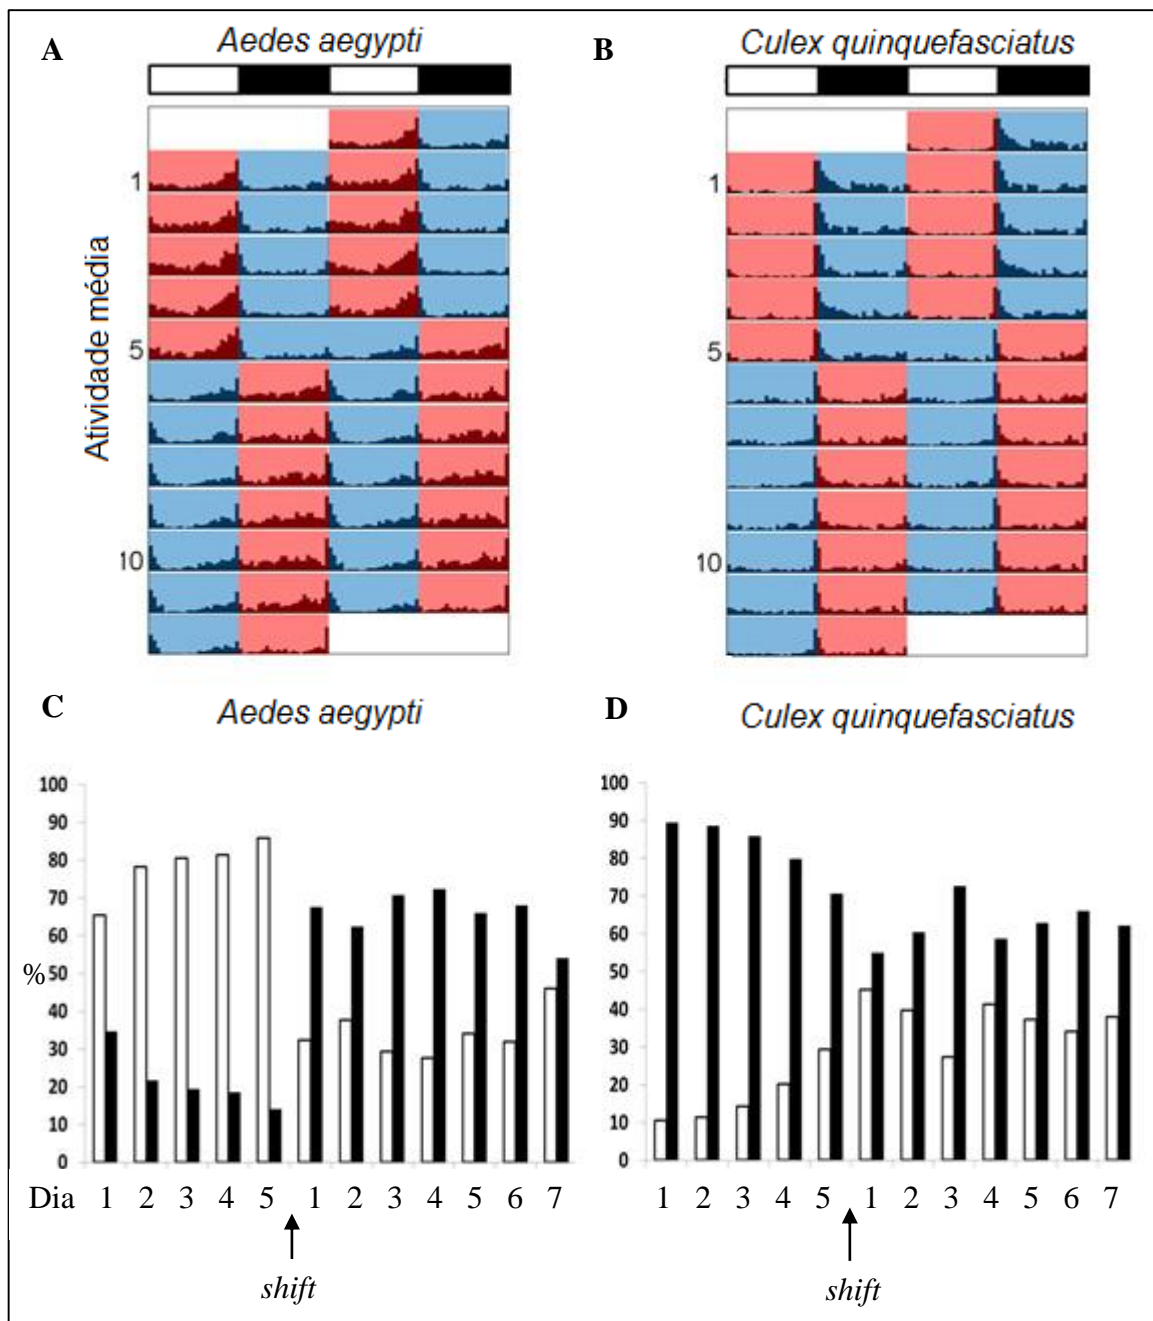 A
Aedes aegypti
B
Culex quinquefasciatus
Atividade média
1
5
10
1
5
10
C
Aedes aegypti
D
Culex quinquefasciatus
100
90
80
70
60
50
40
30
20
10
0
%
Dia 1 2 3 4 5 1 2 3 4 5 6 7
shift
100
90
80
70
60
50
40
30
20
10
0
1 2 3 4 5 1 2 3 4 5 6 7
shift